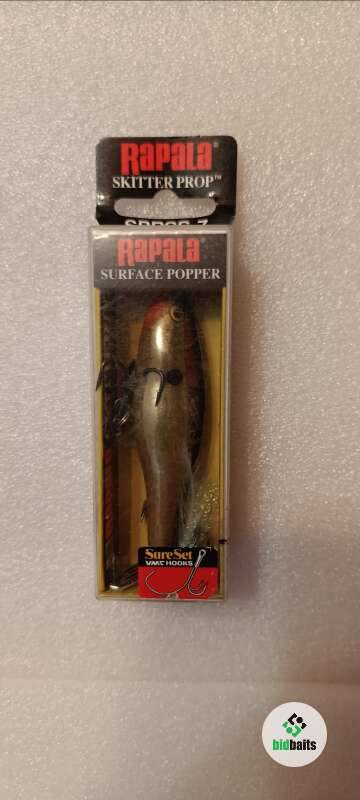 Rapala
SKITTER PROP™
Rapala
SURFACE POPPER
SureSet
VMC HOOKS
bidbaits